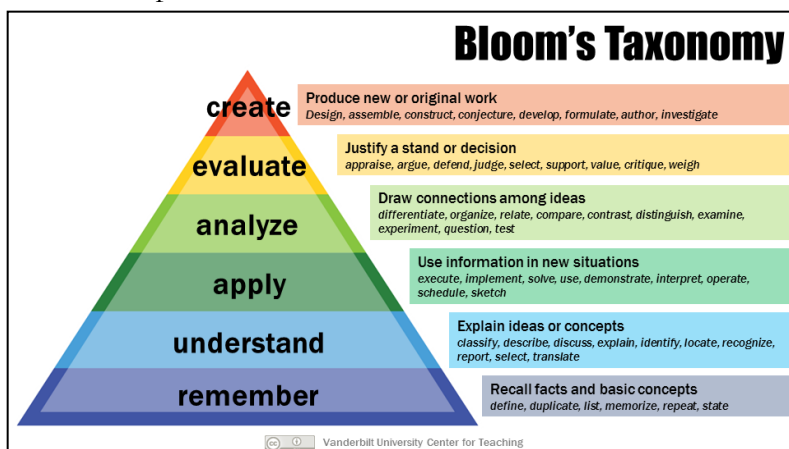 Bloom's Taxonomy
create
Produce new or original work
Design, assemble, construct, conjecture, develop, formulate, author, investigate
evaluate
Justify a stand or decision
appraise, argue, defend, judge, select, support, value, critique, weigh
analyze
Draw connections among ideas
differentiate, organize, relate, compare, contrast, distinguish, examine,
experiment, question, test
apply
Use information in new situations
execute, implement, solve, use, demonstrate, interpret, operate,
schedule, sketch
understand
Explain ideas or concepts
classify, describe, discuss, explain, identify, locate, recognize,
report, select, translate
remember
Recall facts and basic concepts
define, duplicate, list, memorize, repeat, state
cc
Vanderbilt University Center for Teaching